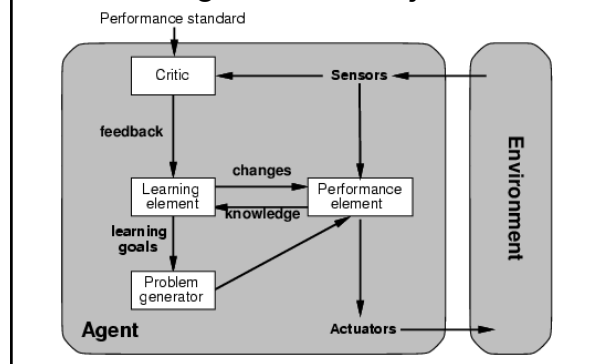 Performance standard
Critic
Sensors
feedback
changes
Learning
element
Performance
element
knowledge
learning
goals
Problem
generator
Agent
Actuators
Environment